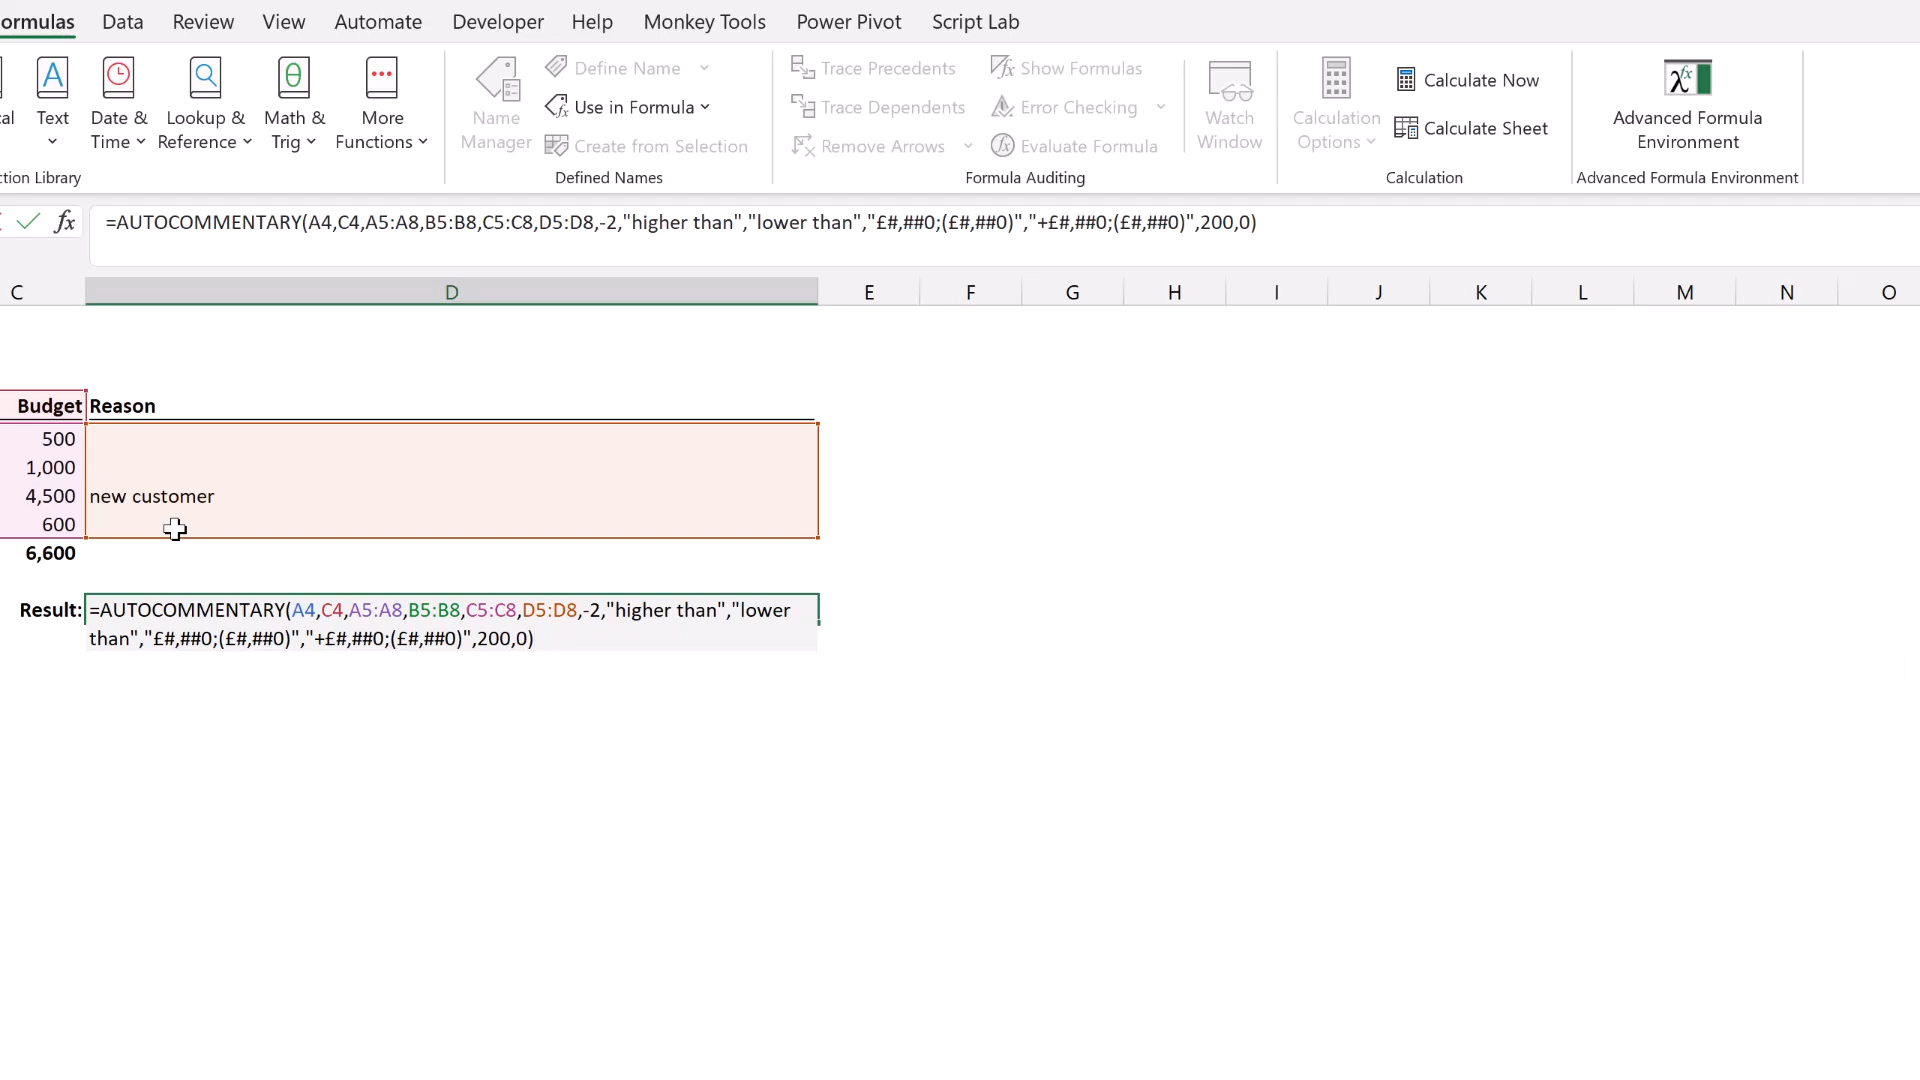 ormulas Data Review View Automate Developer Help Monkey Tools Power Pivot Script Lab
al Text Date & Time Lookup & Reference Math & Trig More Functions
Name Manager Define Name Use in Formula Create from Selection
Trace Precedents Trace Dependents Remove Arrows Show Formulas Error Checking Evaluate Formula
Watch Window Calculation Options Calculate Now Calculate Sheet
Advanced Formula Environment
ction Library Defined Names Formula Auditing Calculation Advanced Formula Environment
fx =AUTOCOMMENTARY(A4,C4,A5:A8,B5:B8,C5:C8,D5:D8,-2,"higher than","lower than","£#,##0;(£#,##0)","+£#,##0;(£#,##0)",200,0)
C D E F G H I J K L M N O
Budget Reason
500
1,000
4,500 new customer
600
6,600
Result: =AUTOCOMMENTARY(A4,C4,A5:A8,B5:B8,C5:C8,D5:D8,-2,"higher than","lower
than","£#,##0;(£#,##0)","+£#,##0;(£#,##0)",200,0)